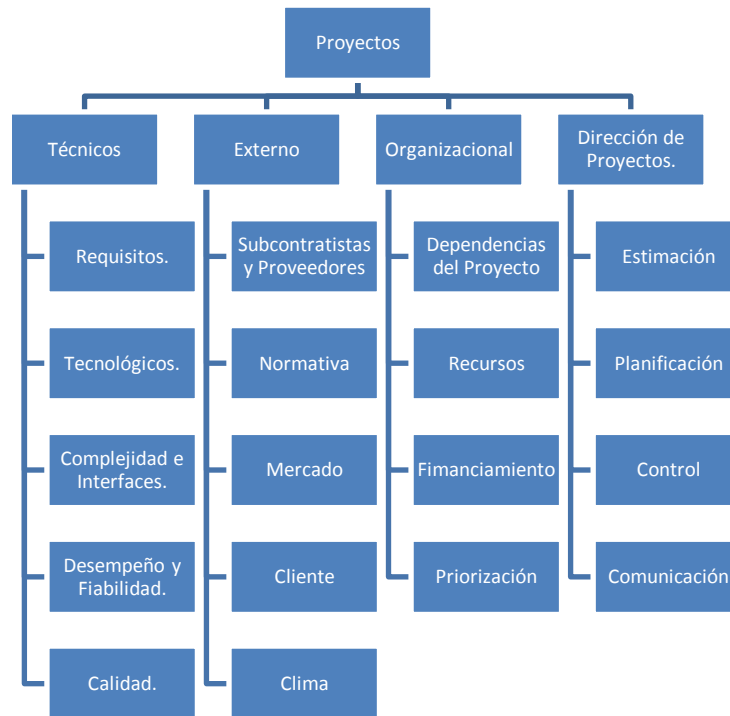 Proyectos
Técnicos
Externo
Organizacional
Dirección de
Proyectos.
Requisitos.
Subcontratistas
y Proveedores
Dependencias
del Proyecto
Estimación
Tecnológicos.
Normativa
Recursos
Planificación
Complejidad e
Interfaces.
Mercado
Fimanciamiento
Control
Desempeño y
Fiabilidad.
Cliente
Priorización
Comunicación
Calidad.
Clima